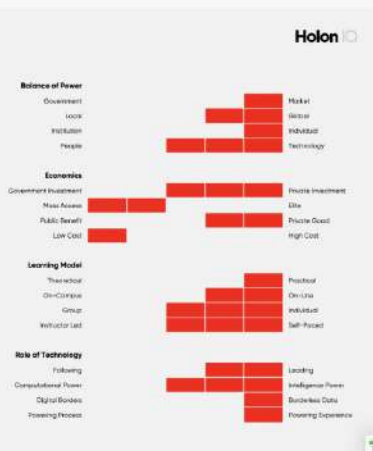 Holon IQ
Balance of Power
Government Market
Local Global
Institution Individual
People Technology
Economics
Government Investment Private Investment
Mass Access Elite
Public Benefit Private Good
Low Cost High Cost
Learning Model
Theoretical Practical
On-Campus On-Line
Group Individual
Instructor Led Self-Paced
Role of Technology
Following Leading
Computational Power Intelligence Power
Digital Borders Borderless Data
Powering Process Powering Experience